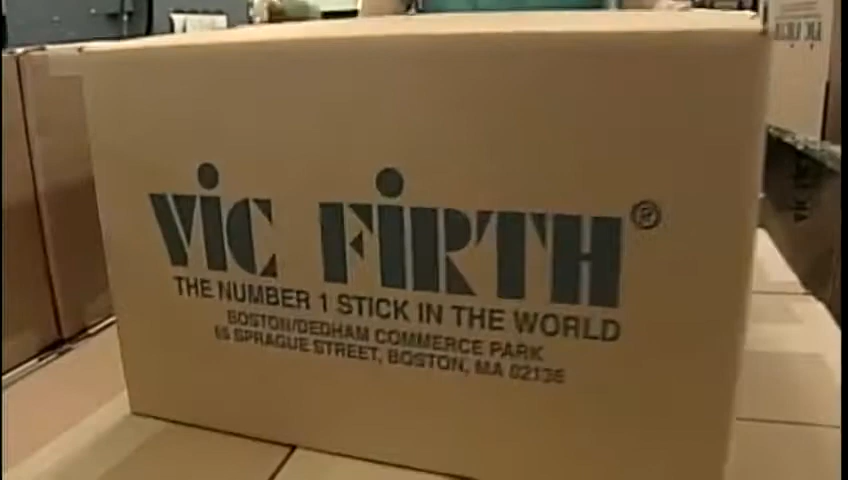 VIC FIRTH®
THE NUMBER 1 STICK IN THE WORLD
BOSTON/DEDHAM COMMERCE PARK
65 SPRAGUE STREET, BOSTON, MA 02136